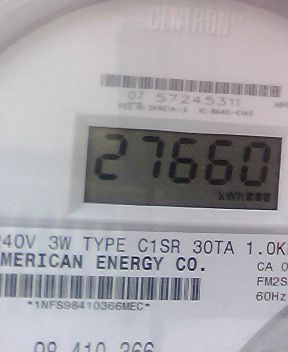 CENTRON
07 57245311
27660
kWh
240V 3W TYPE C1SR 30TA 1.0K
MERICAN ENERGY CO.
CA 0
FM2S
60Hz
*1NFS98410366MEC*
98 410 366